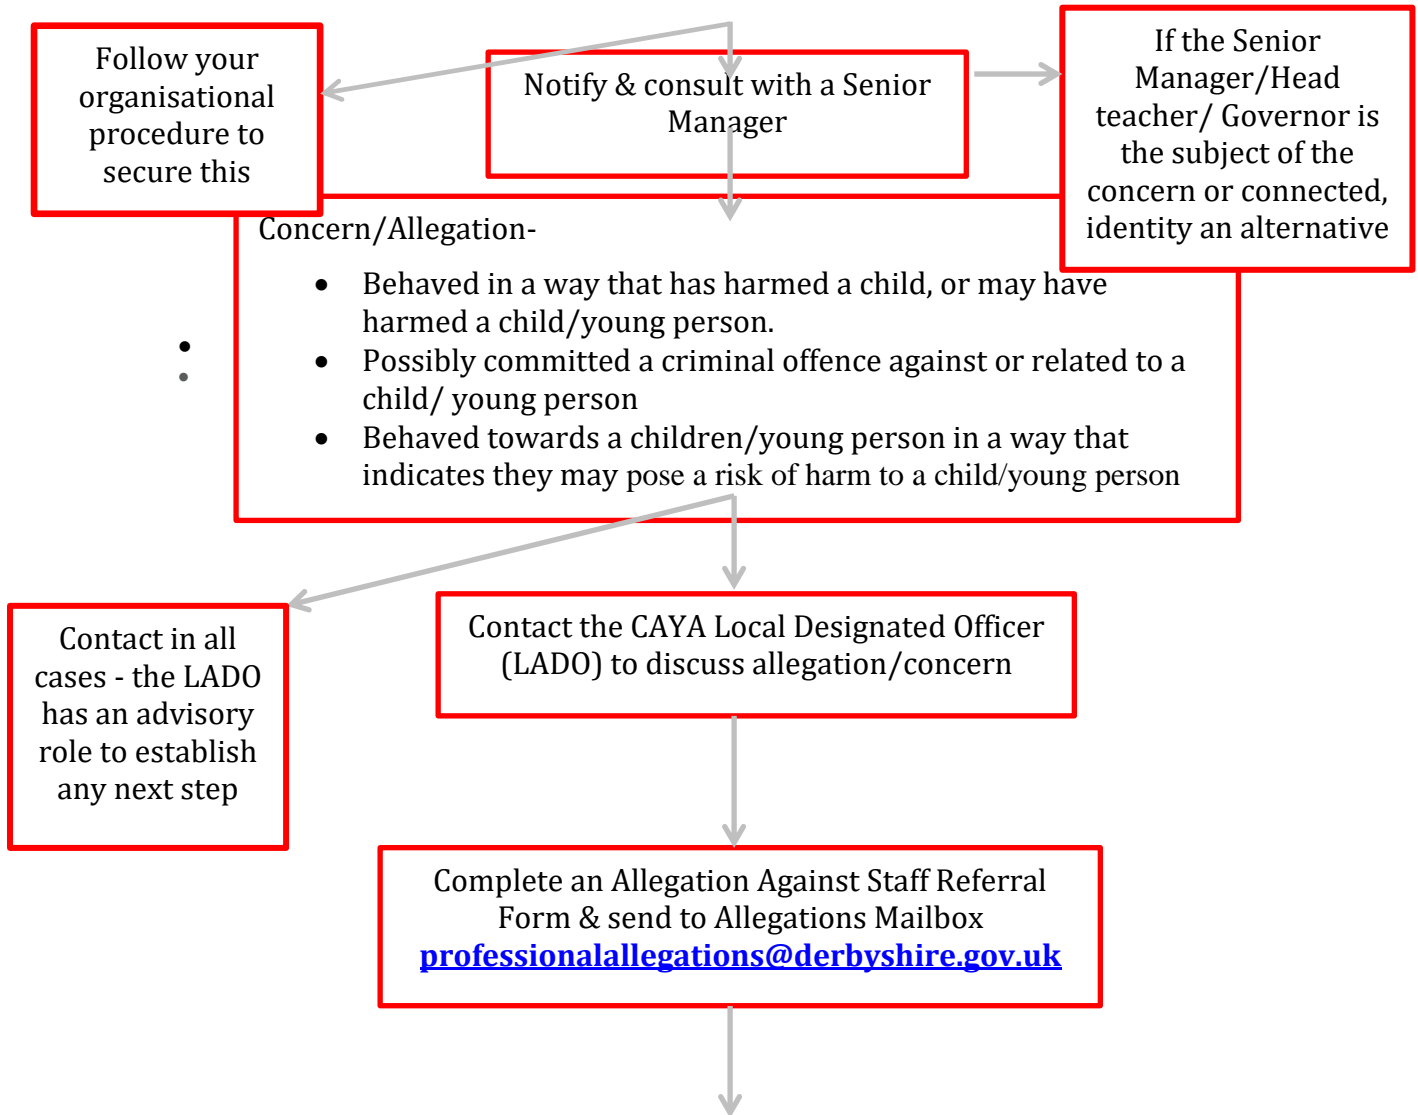 Follow your
organisational
procedure to
secure this
Notify & consult with a Senior
Manager
If the Senior
Manager/Head
teacher/ Governor is
the subject of the
concern or connected,
identity an alternative
Concern/Allegation-
• Behaved in a way that has harmed a child, or may have
harmed a child/young person.
• Possibly committed a criminal offence against or related to a
child/ young person
• Behaved towards a children/young person in a way that
indicates they may pose a risk of harm to a child/young person
Contact in all
cases - the LADO
has an advisory
role to establish
any next step
Contact the CAYA Local Designated Officer
(LADO) to discuss allegation/concern
Complete an Allegation Against Staff Referral
Form & send to Allegations Mailbox
professionalallegations@derbyshire.gov.uk